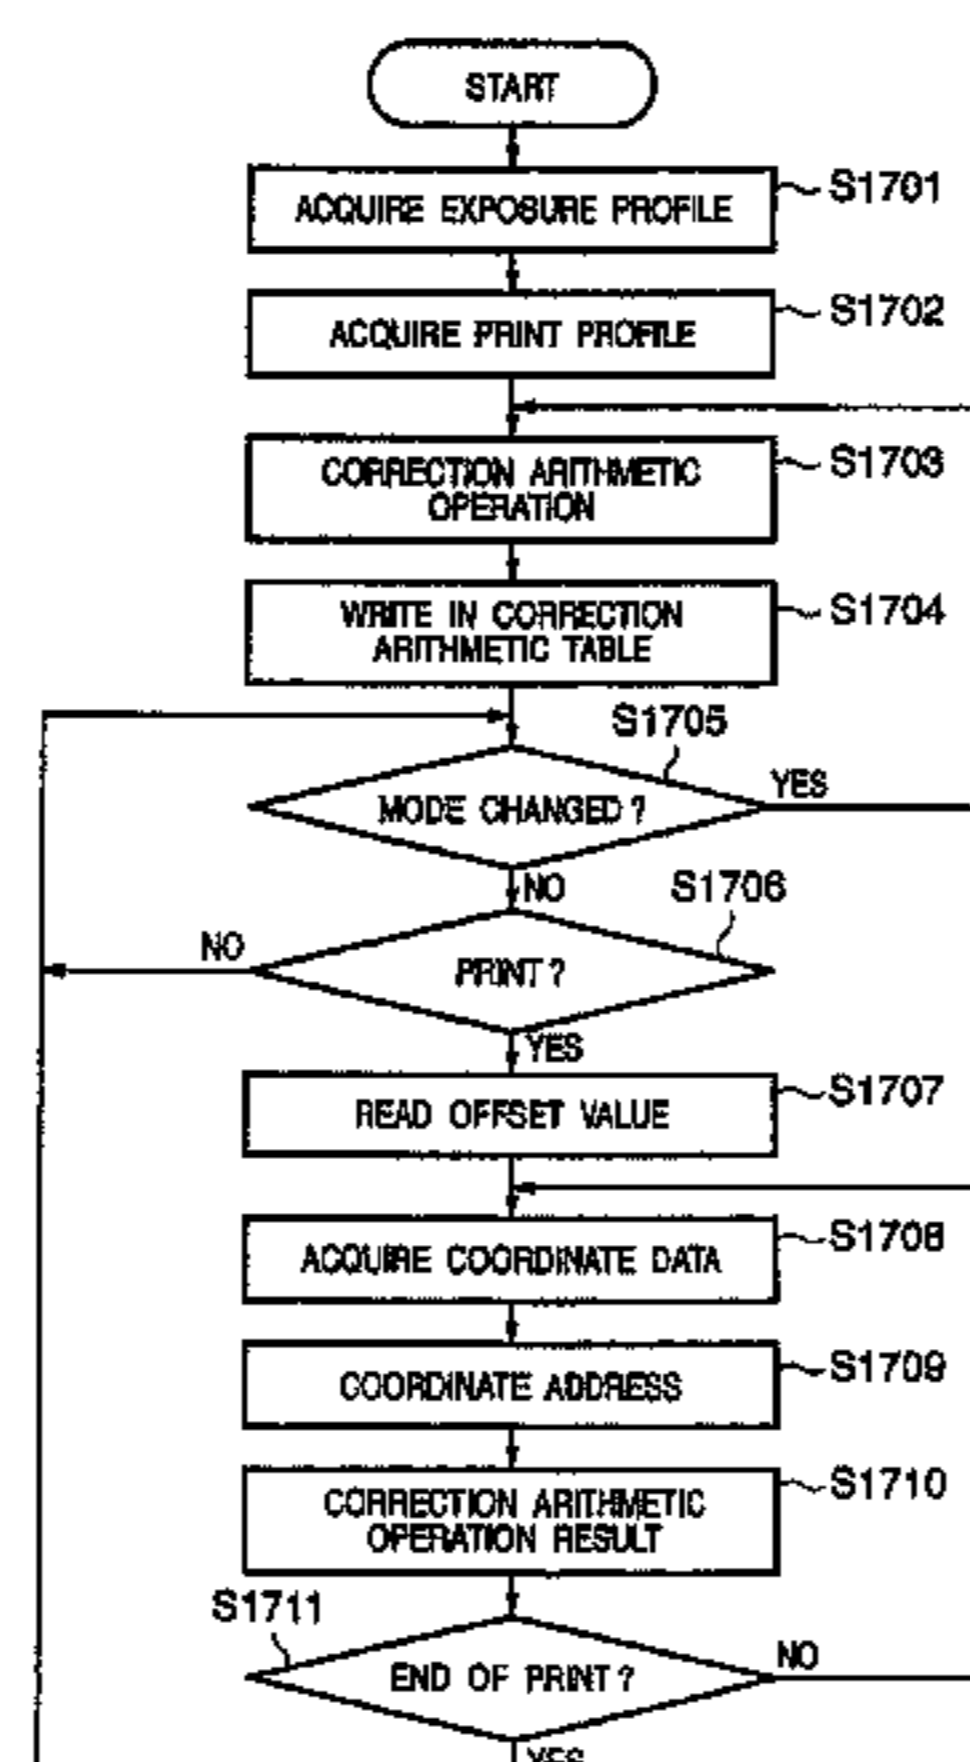 START
ACQUIRE EXPOSURE PROFILE
S1701
ACQUIRE PRINT PROFILE
S1702
CORRECTION ARITHMETIC
OPERATION
S1703
WRITE IN CORRECTION
ARITHMETIC TABLE
S1704
S1705
MODE CHANGED?
YES
NO
S1706
PRINT?
NO
YES
READ OFFSET VALUE
S1707
ACQUIRE COORDINATE DATA
S1708
COORDINATE ADDRESS
S1709
CORRECTION ARITHMETIC
OPERATION RESULT
S1710
S1711
END OF PRINT?
NO
YES